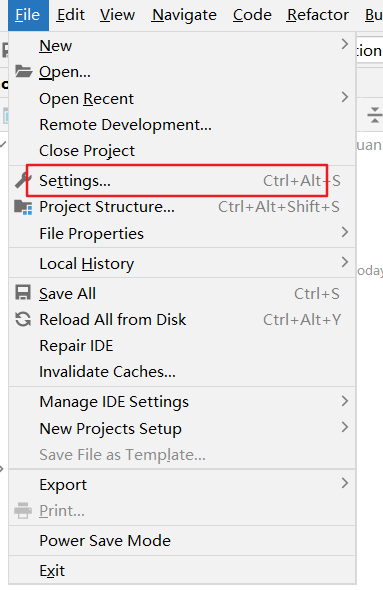 File Edit View Navigate Code Refactor Bu
New
tion
Open...
Open Recent
Remote Development...
uan
Close Project
Settings... Ctrl+Alt+S
Project Structure... Ctrl+Alt+Shift+S
File Properties
Local History
oday
Save All Ctrl+S
Reload All from Disk Ctrl+Alt+Y
Repair IDE
Invalidate Caches...
Manage IDE Settings
New Projects Setup
Save File as Template...
Export
Print...
Power Save Mode
Exit